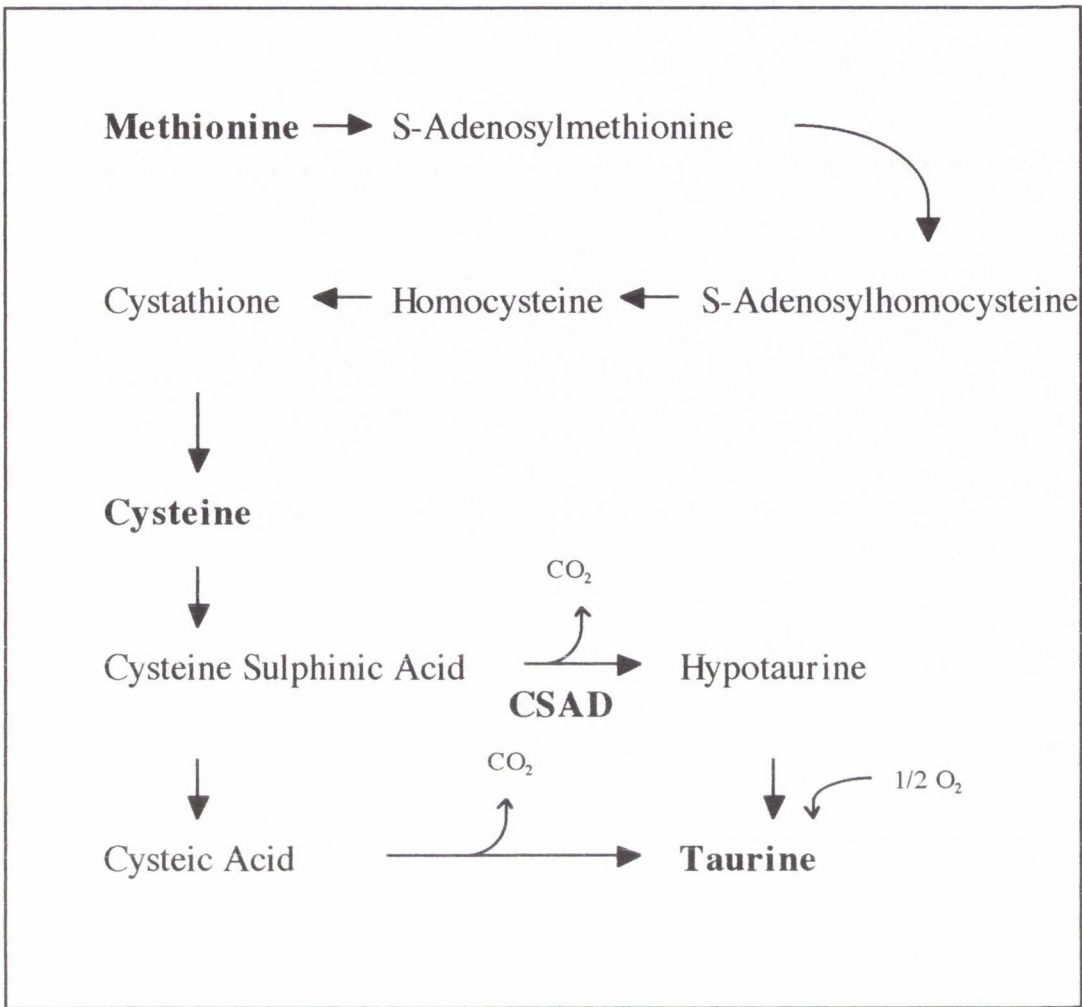 Methionine S-Adenosylmethionine
Cystathione Homocysteine S-Adenosylhomocysteine
Cysteine
CO₂
Cysteine Sulphinic Acid Hypotaurine
CSAD
CO₂
1/2 O₂
Cysteic Acid Taurine